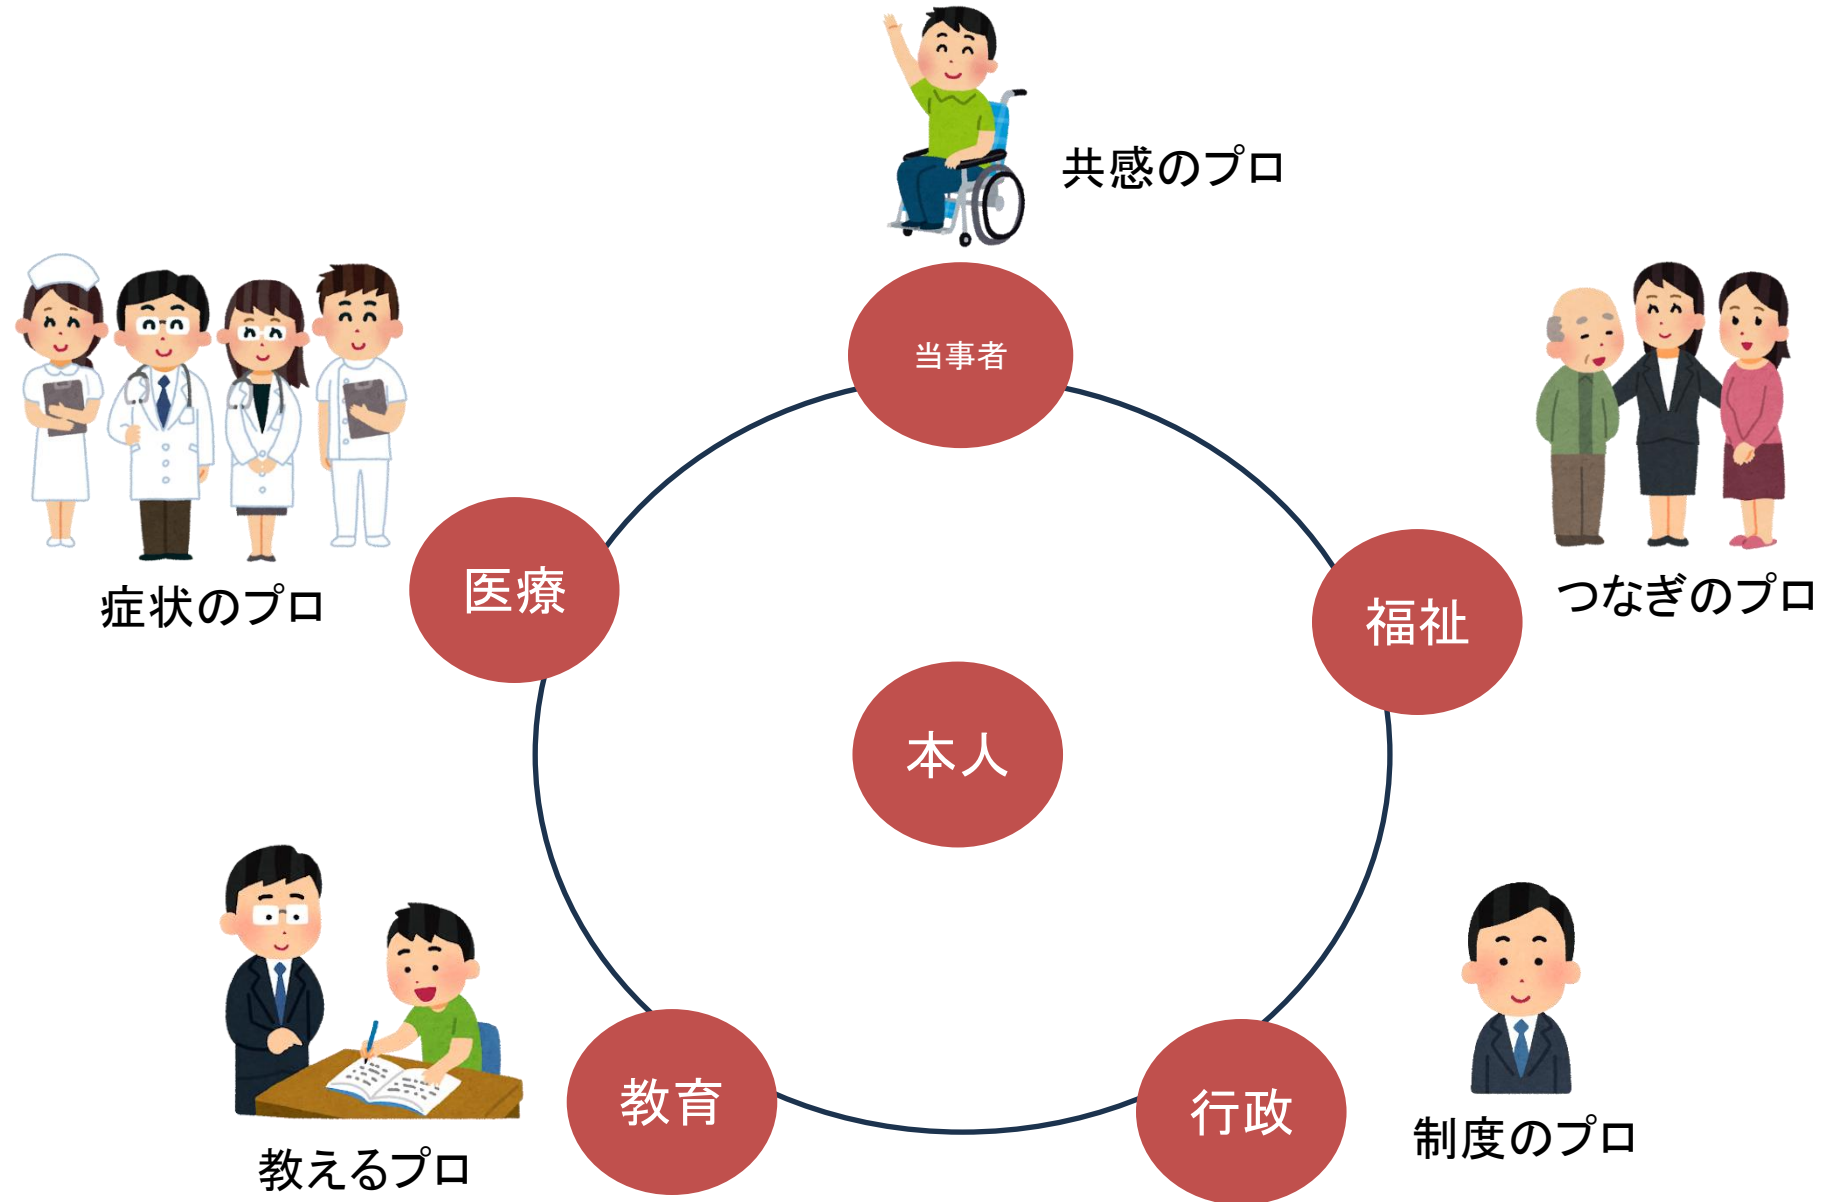 共感のプロ
当事者
医療
症状のプロ
福祉
つなぎのプロ
本人
教育
教えるプロ
行政
制度のプロ